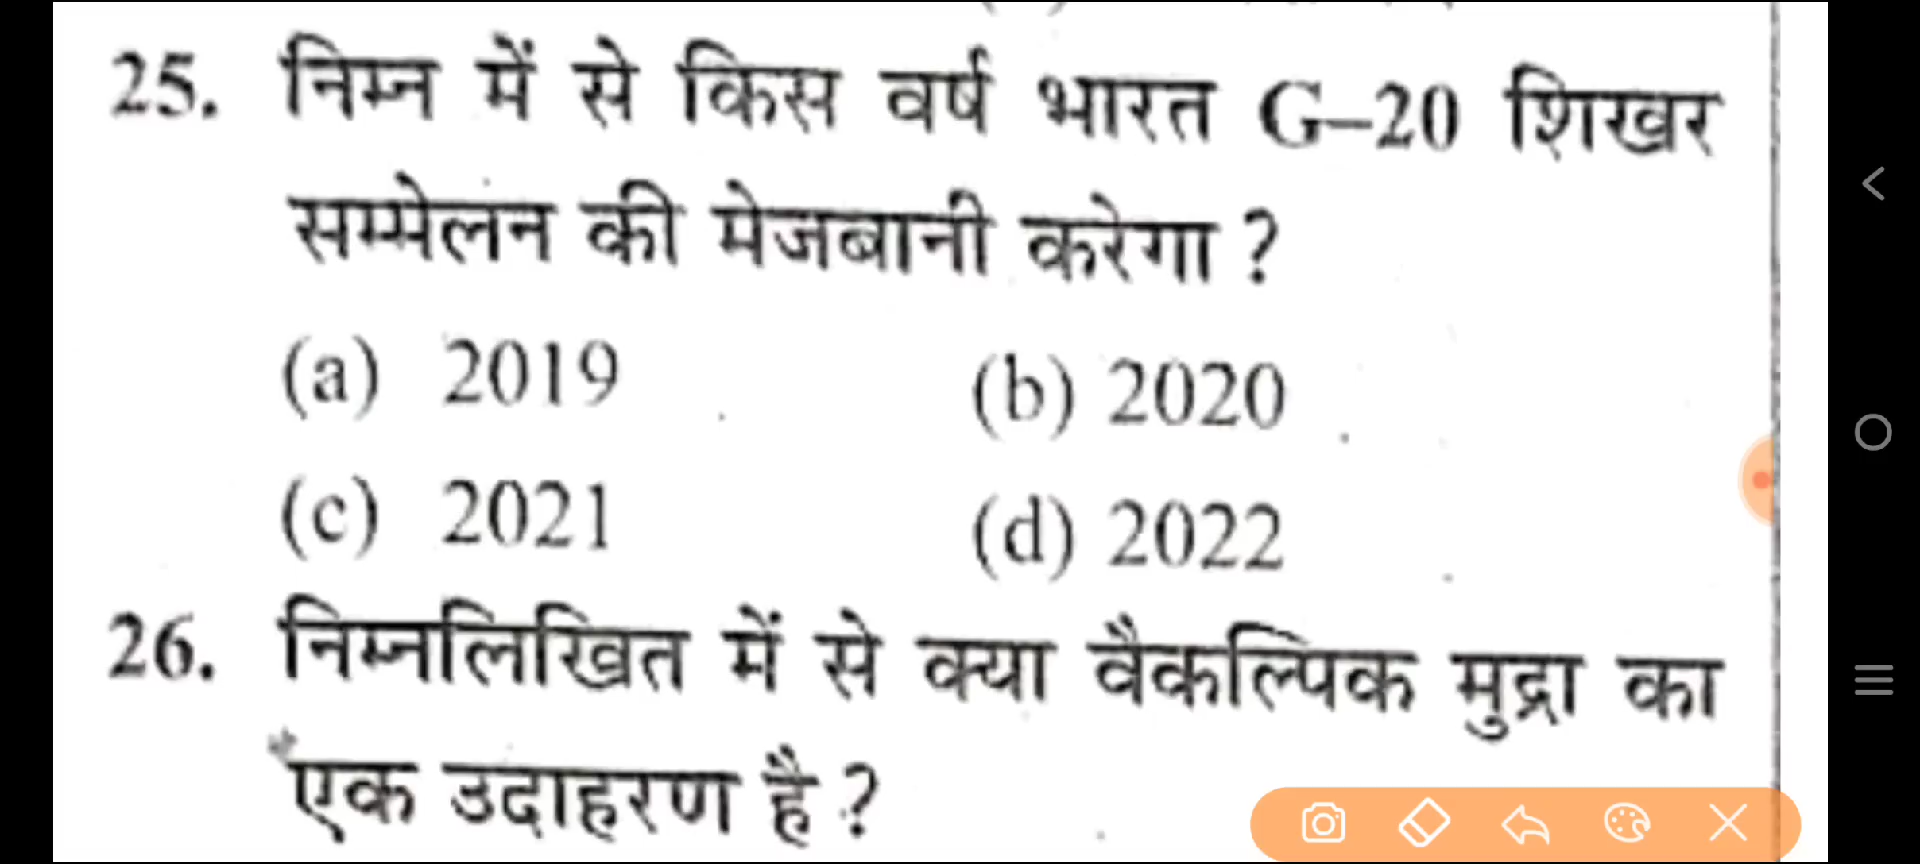 25. निम्न में से किस वर्ष भारत G–20 शिखर
सम्मेलन की मेजबानी करेगा ?
(a) 2019 (b) 2020
(c) 2021 (d) 2022
26. निम्नलिखित में से क्या वैकल्पिक मुद्रा का
एक उदाहरण है ?